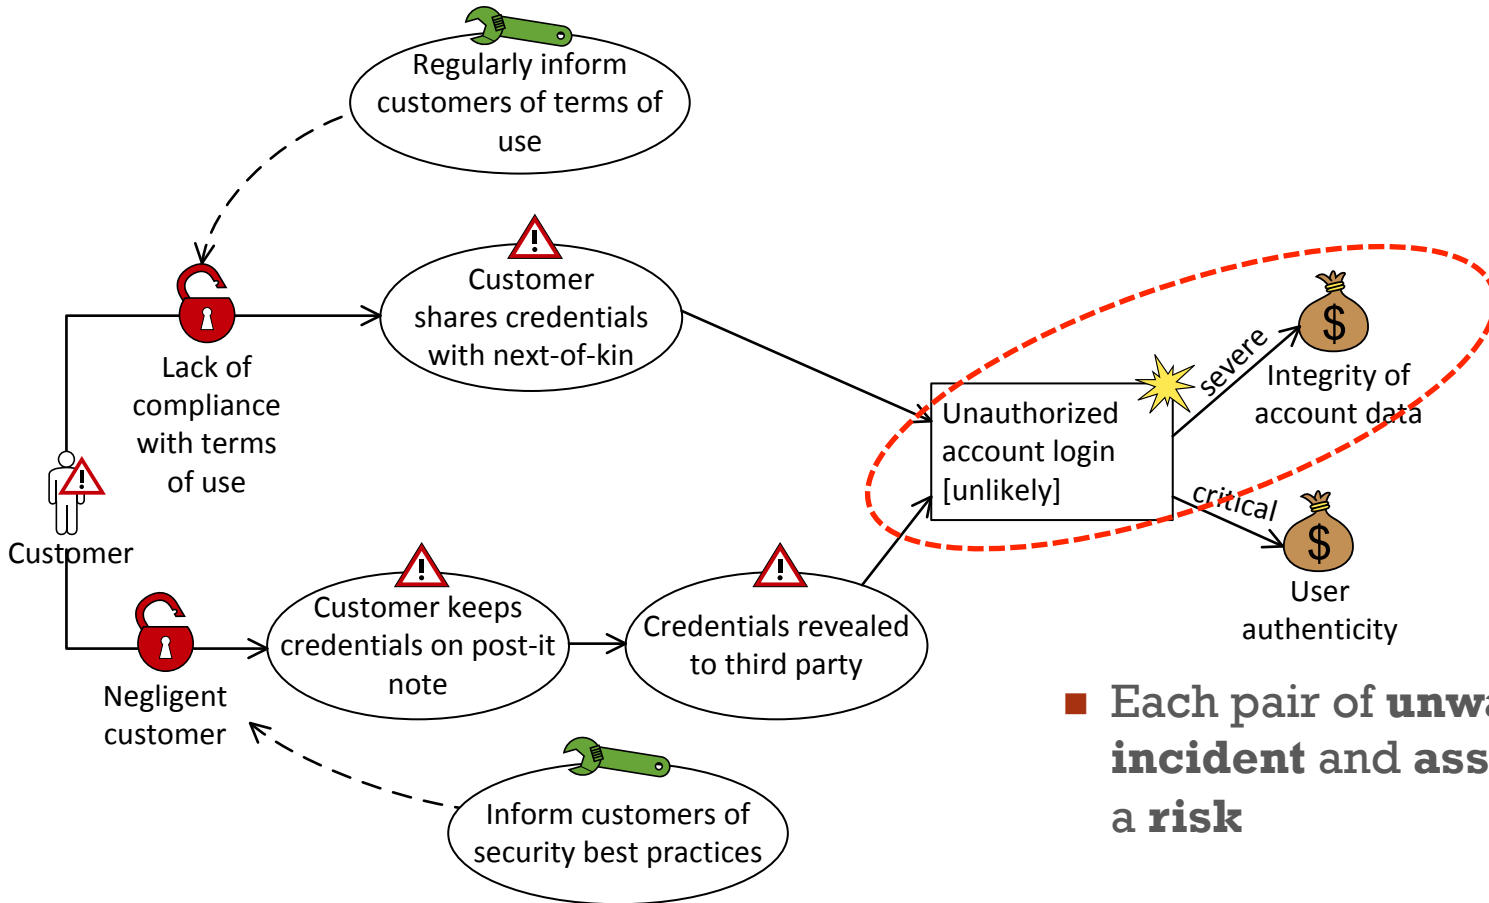 Regularly inform
customers of terms of
use
Customer
shares credentials
with next-of-kin
Lack of
compliance
with terms
of use
Customer
Unauthorized
account login
[unlikely]
severe
$
Integrity of
account data
critical
$
User
authenticity
Customer keeps
credentials on post-it
note
Credentials revealed
to third party
Negligent
customer
Inform customers of
security best practices
Each pair of
incident and
a risk